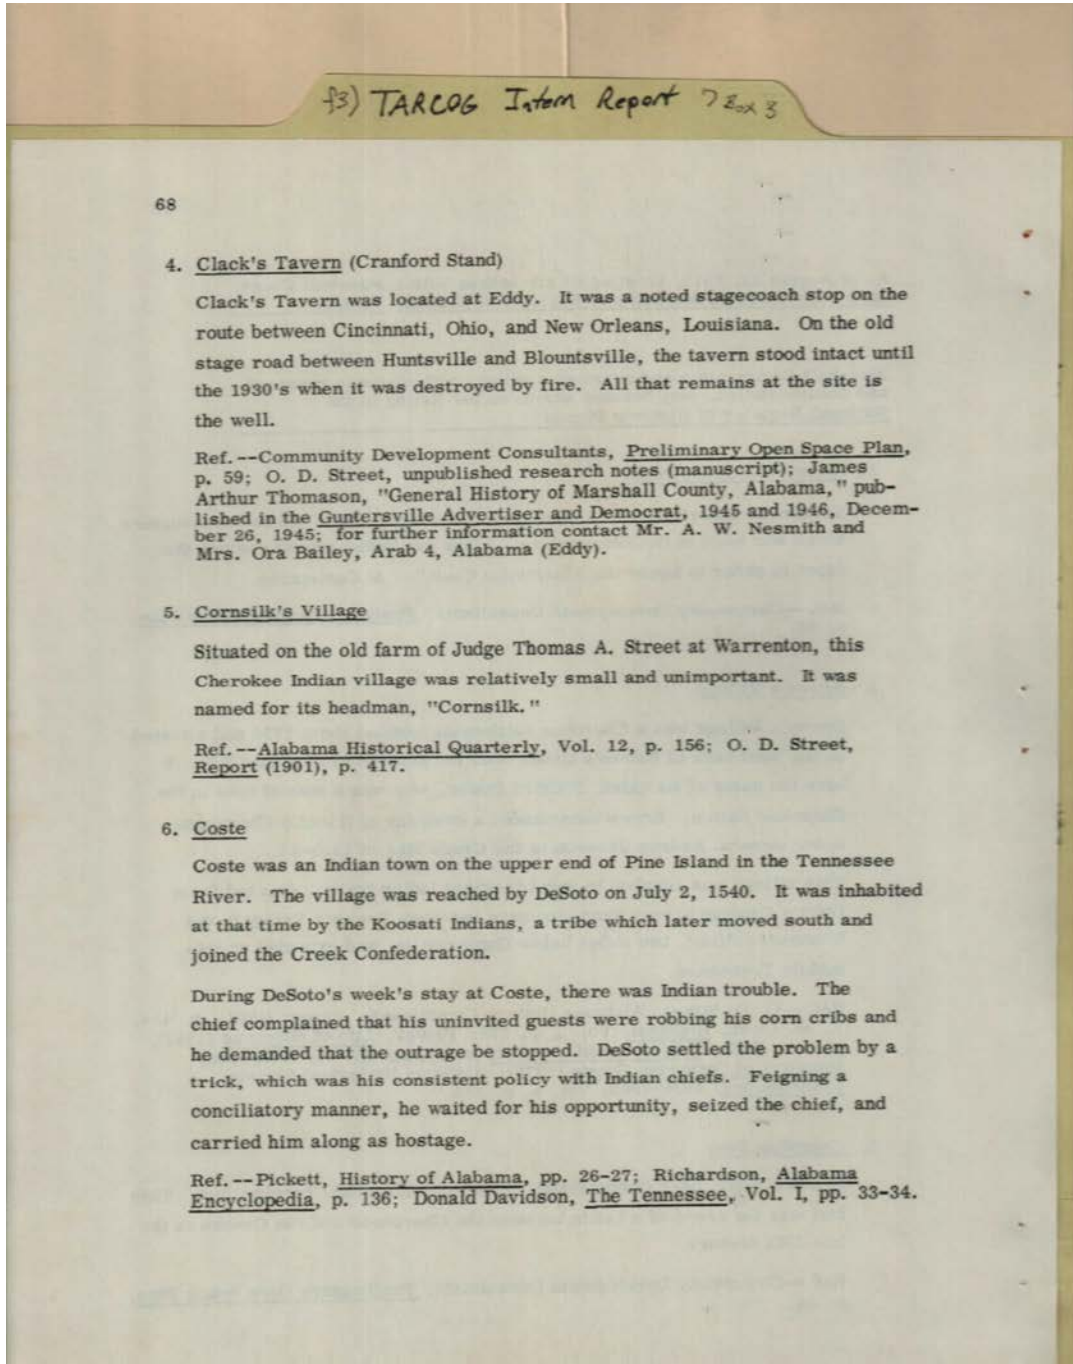 f3) TARCOG Intern Report 7 Box 3
68
4. Clack's Tavern (Cranford Stand)
Clack's Tavern was located at Eddy. It was a noted stagecoach stop on the
route between Cincinnati, Ohio, and New Orleans, Louisiana. On the old
stage road between Huntsville and Blountsville, the tavern stood intact until
the 1930's when it was destroyed by fire. All that remains at the site is
the well.
Ref.--Community Development Consultants, Preliminary Open Space Plan,
p. 59; O. D. Street, unpublished research notes (manuscript); James
Arthur Thomason, "General History of Marshall County, Alabama," pub-
lished in the Guntersville Advertiser and Democrat, 1945 and 1946, Decem-
ber 26, 1945; for further information contact Mr. A. W. Nesmith and
Mrs. Ora Bailey, Arab 4, Alabama (Eddy).
5. Cornsilk's Village
Situated on the old farm of Judge Thomas A. Street at Warrenton, this
Cherokee Indian village was relatively small and unimportant. It was
named for its headman, "Cornsilk."
Ref.--Alabama Historical Quarterly, Vol. 12, p. 156; O. D. Street,
Report (1901), p. 417.
6. Coste
Coste was an Indian town on the upper end of Pine Island in the Tennessee
River. The village was reached by DeSoto on July 2, 1540. It was inhabited
at that time by the Koosati Indians, a tribe which later moved south and
joined the Creek Confederation.
During DeSoto's week's stay at Coste, there was Indian trouble. The
chief complained that his uninvited guests were robbing his corn cribs and
he demanded that the outrage be stopped. DeSoto settled the problem by a
trick, which was his consistent policy with Indian chiefs. Feigning a
conciliatory manner, he waited for his opportunity, seized the chief, and
carried him along as hostage.
Ref.--Pickett, History of Alabama, pp. 26-27; Richardson, Alabama
Encyclopedia, p. 136; Donald Davidson, The Tennessee, Vol. I, pp. 33-34.